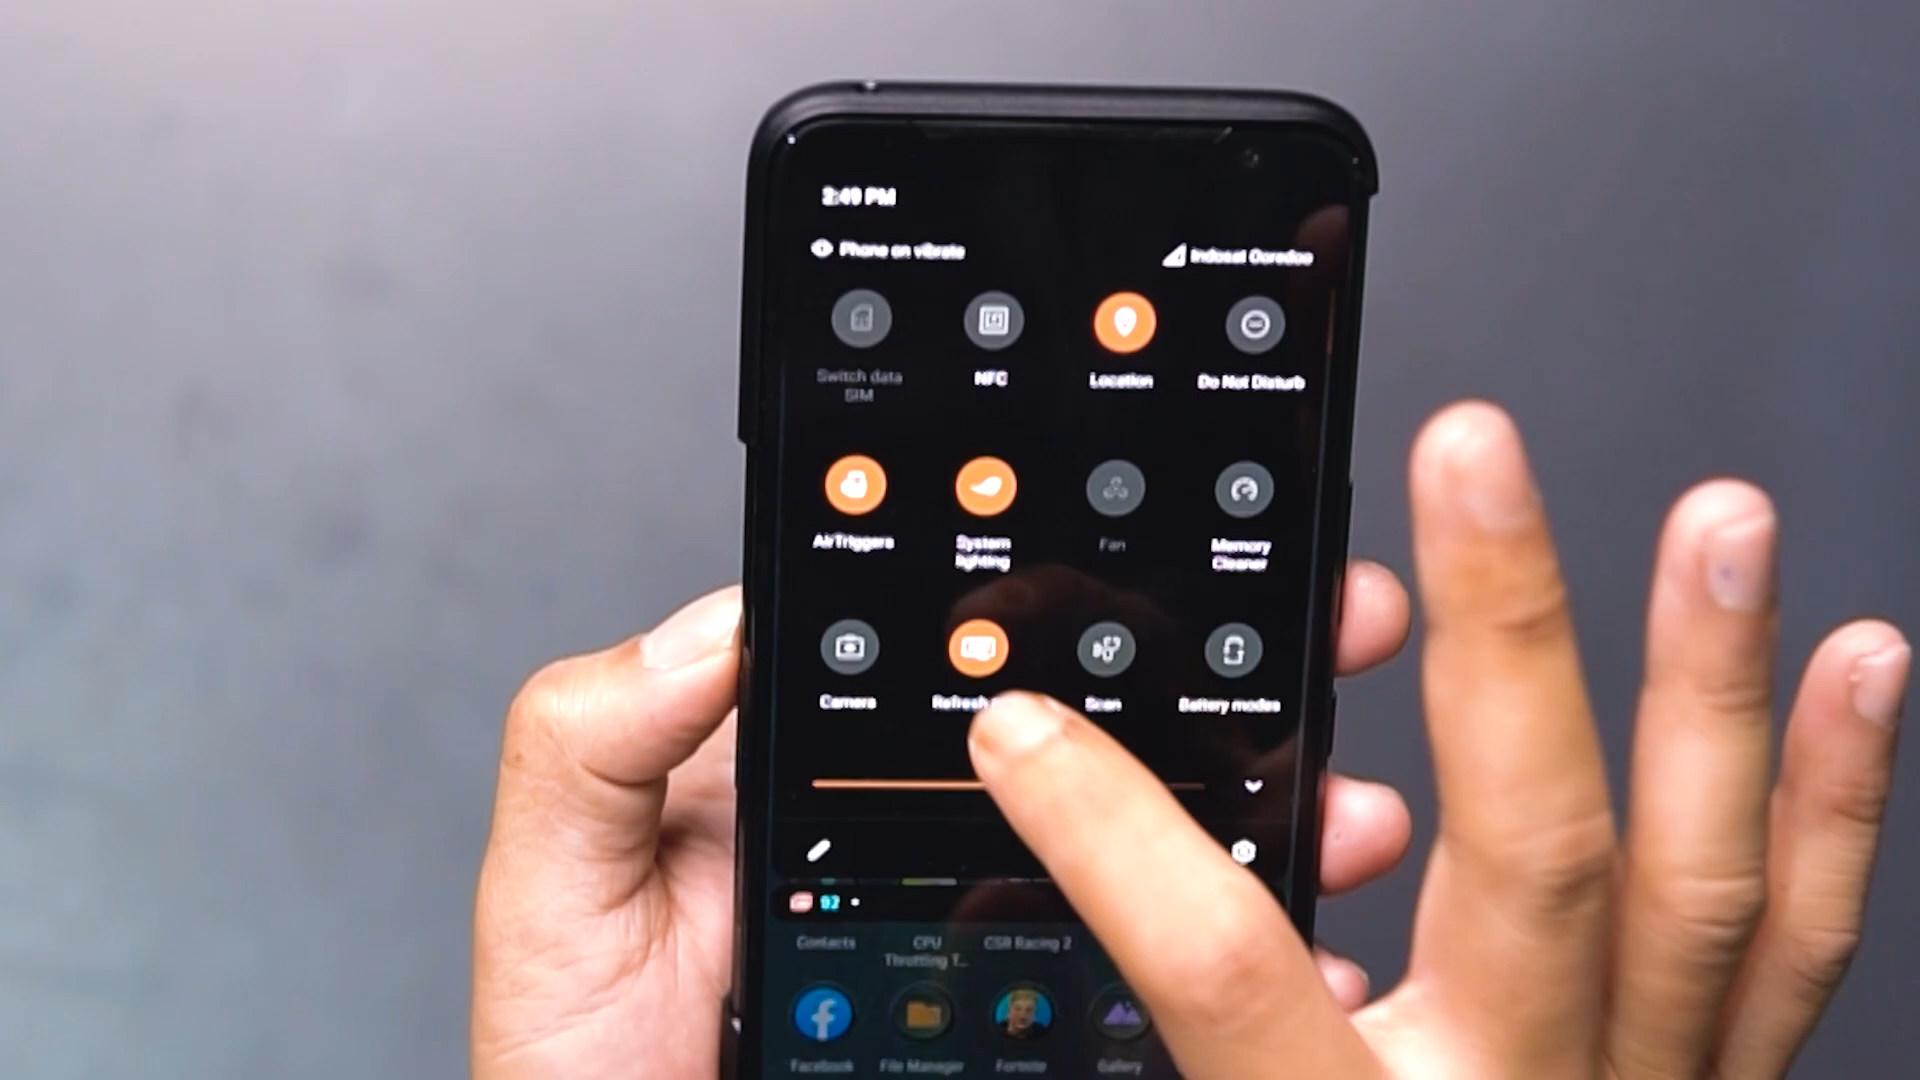 2:49 PM
Phone on vibrate
Indosat Ooredoo
Switch data
SIM
NFC
Location
Do Not Disturb
AirTriggers
System
lighting
Fan
Memory
Cleaner
Camera
Refresh
Scan
Battery modes
92
Contacts
CPU
Throttling T...
CSR Racing 2
Facebook
File Manager
Fortnite
Gallery